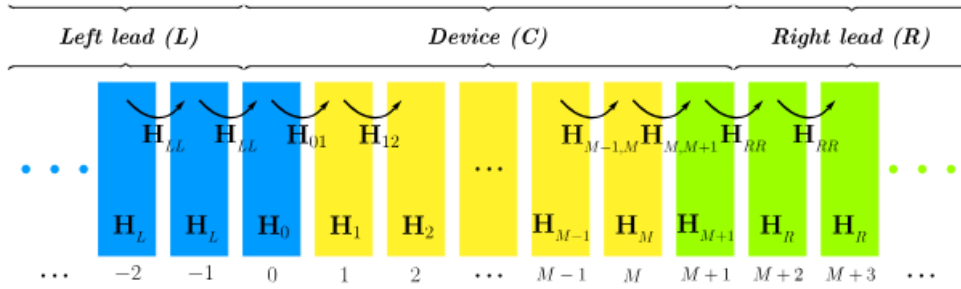 Left lead (L) Device (C) Right lead (R)
H_LL H_LL H_01 H_12 H_M−1,M H_M,M+1 H_RR H_RR
...
H_L H_L H_0 H_1 H_2 H_M−1 H_M H_M+1 H_R H_R
... −2 −1 0 1 2 ... M − 1 M M + 1 M + 2 M + 3 ...